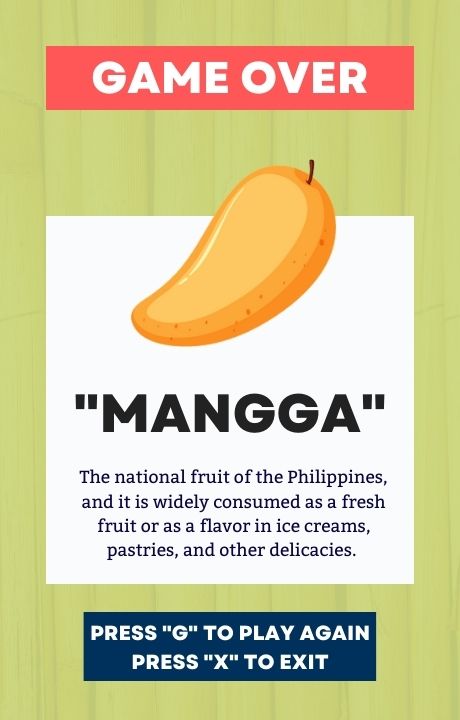 GAME OVER
"MANGGA"
The national fruit of the Philippines,
and it is widely consumed as a fresh
fruit or as a flavor in ice creams,
pastries, and other delicacies.
PRESS "G" TO PLAY AGAIN
PRESS "X" TO EXIT